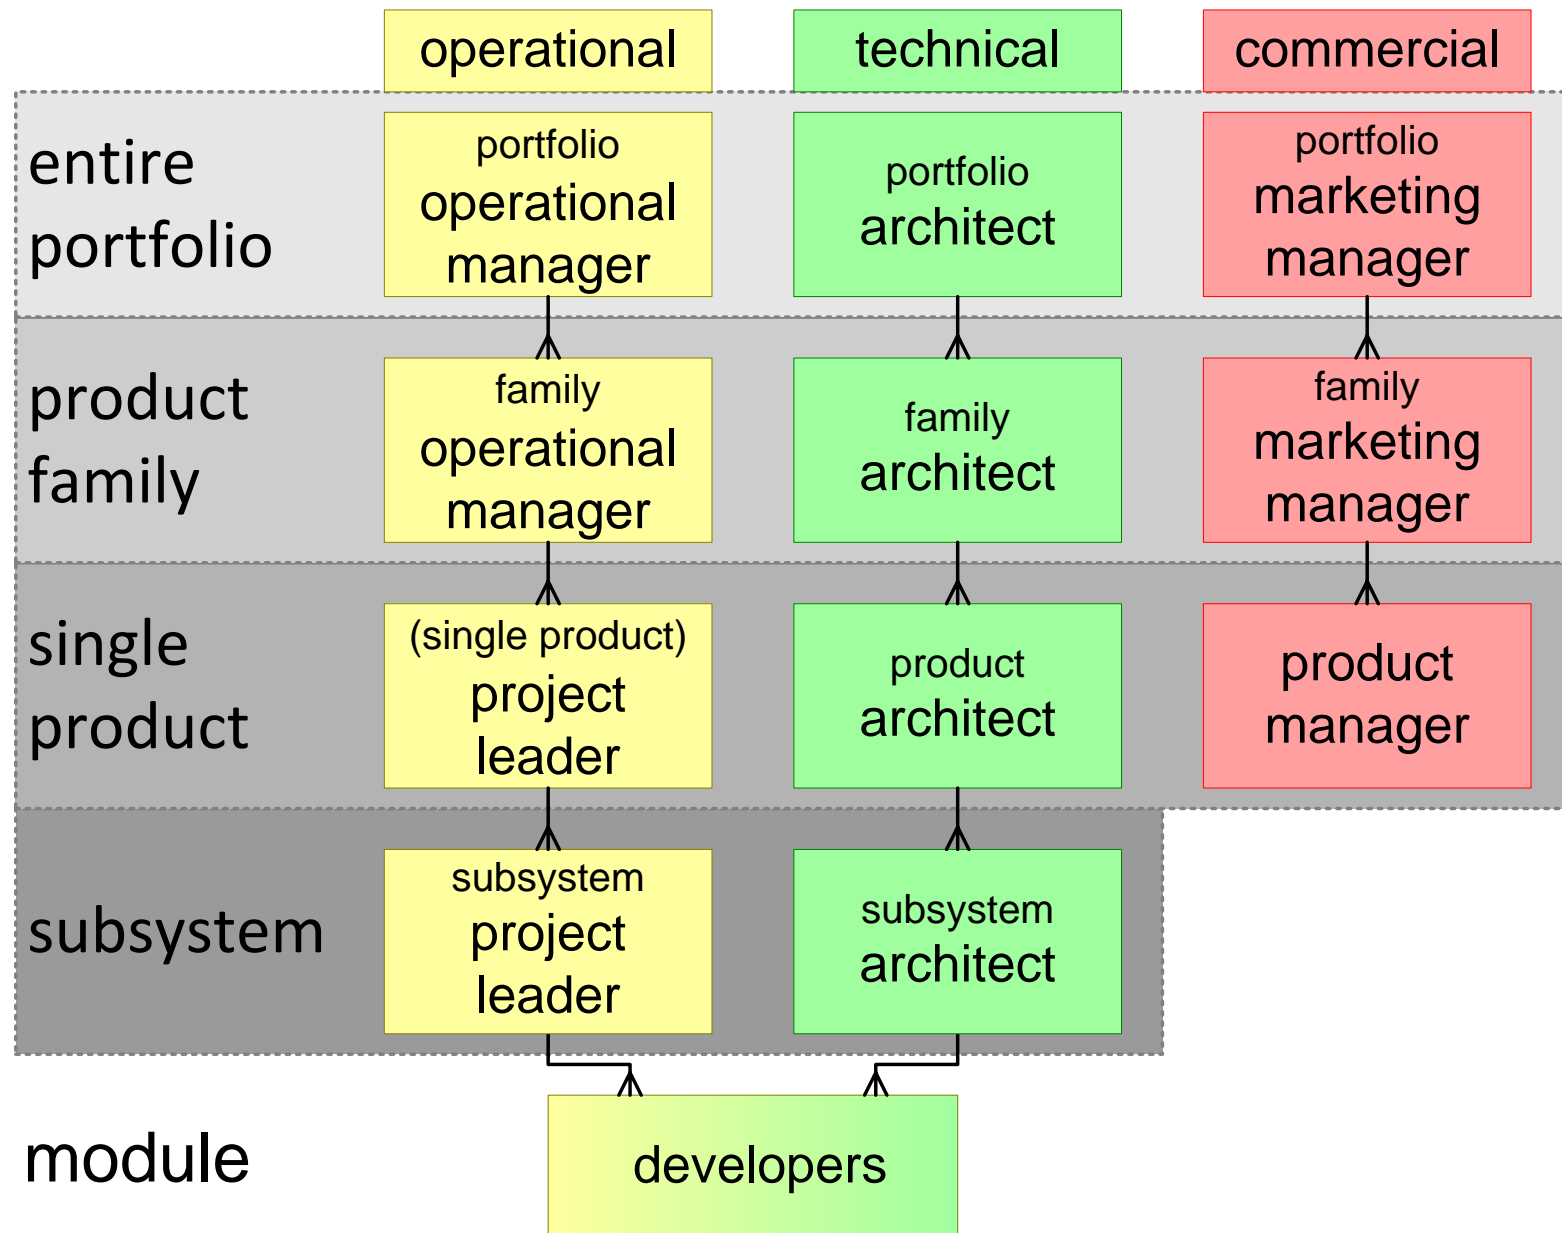 operational
technical
commercial
entire
portfolio
portfolio
operational
manager
portfolio
architect
portfolio
marketing
manager
product
family
family
operational
manager
family
architect
family
marketing
manager
single
product
(single product)
project
leader
product
architect
product
manager
subsystem
subsystem
project
leader
subsystem
architect
module
developers